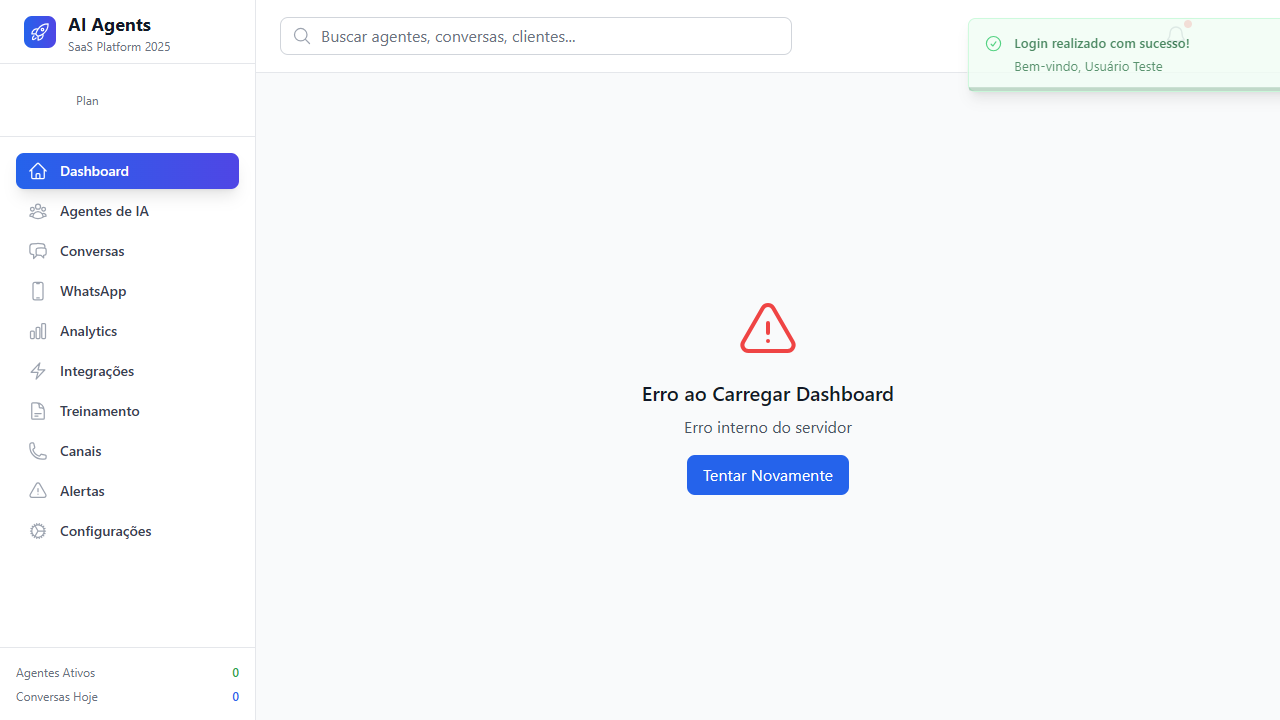 AI Agents
SaaS Platform 2025
Plan
Dashboard
Agentes de IA
Conversas
WhatsApp
Analytics
Integrações
Treinamento
Canais
Alertas
Configurações
Agentes Ativos 0
Conversas Hoje 0
Buscar agentes, conversas, clientes...
Login realizado com sucesso!
Bem-vindo, Usuário Teste
Erro ao Carregar Dashboard
Erro interno do servidor
Tentar Novamente